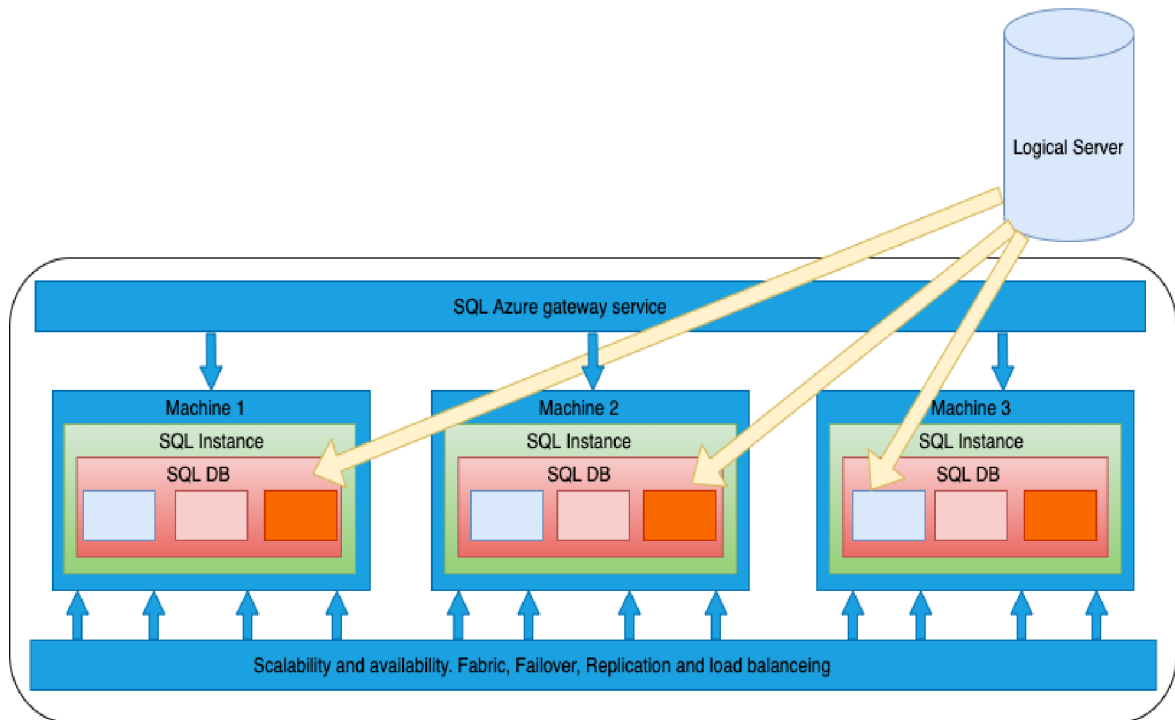 Logical Server
SQL Azure gateway service
Machine 1
Machine 2
Machine 3
SQL Instance
SQL Instance
SQL Instance
SQL DB
SQL DB
SQL DB
Scalability and availability. Fabric, Failover, Replication and load balanceing